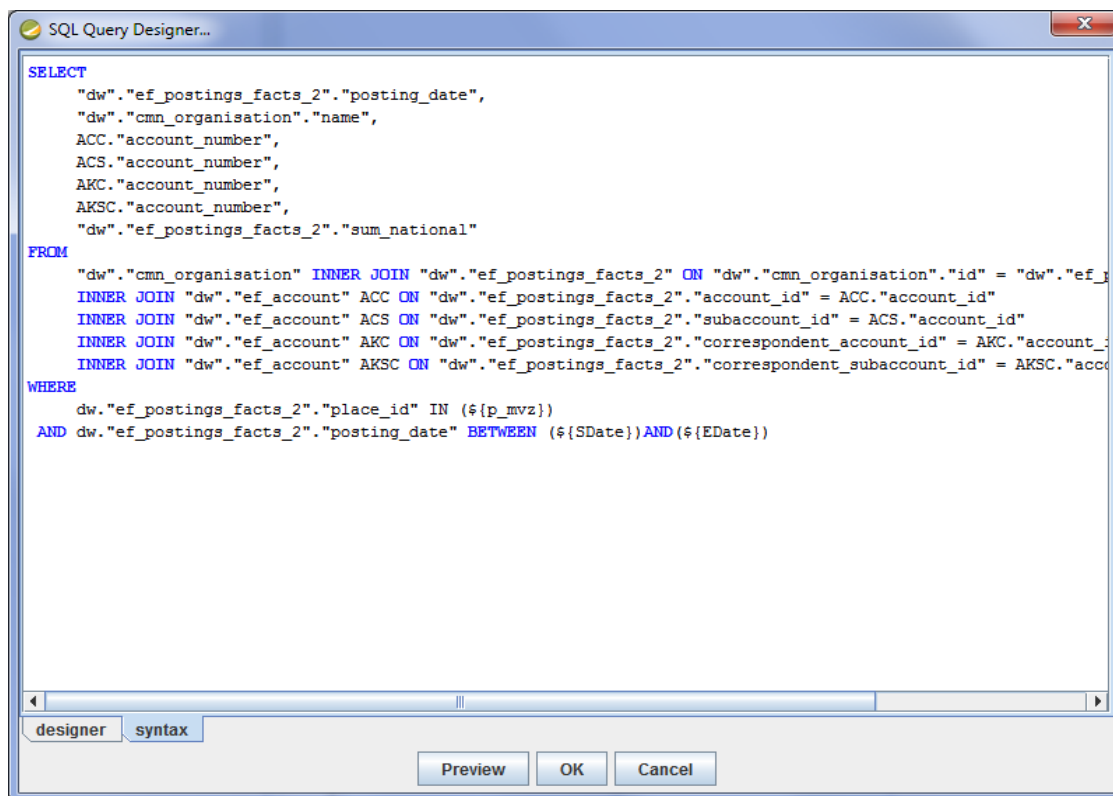 SQL Query Designer...
SELECT
"dw"."ef_postings_facts_2"."posting_date",
"dw"."cmn_organisation"."name",
ACC."account_number",
ACS."account_number",
AKC."account_number",
AKSC."account_number",
"dw"."ef_postings_facts_2"."sum_national"
FROM
"dw"."cmn_organisation" INNER JOIN "dw"."ef_postings_facts_2" ON "dw"."cmn_organisation"."id" = "dw"."ef_p
INNER JOIN "dw"."ef_account" ACC ON "dw"."ef_postings_facts_2"."account_id" = ACC."account_id"
INNER JOIN "dw"."ef_account" ACS ON "dw"."ef_postings_facts_2"."subaccount_id" = ACS."account_id"
INNER JOIN "dw"."ef_account" AKC ON "dw"."ef_postings_facts_2"."correspondent_account_id" = AKC."account_i
INNER JOIN "dw"."ef_account" AKSC ON "dw"."ef_postings_facts_2"."correspondent_subaccount_id" = AKSC."acco
WHERE
dw."ef_postings_facts_2"."place_id" IN (${p_mvz})
AND dw."ef_postings_facts_2"."posting_date" BETWEEN (${SDate})AND(${EDate})
designer syntax
Preview OK Cancel